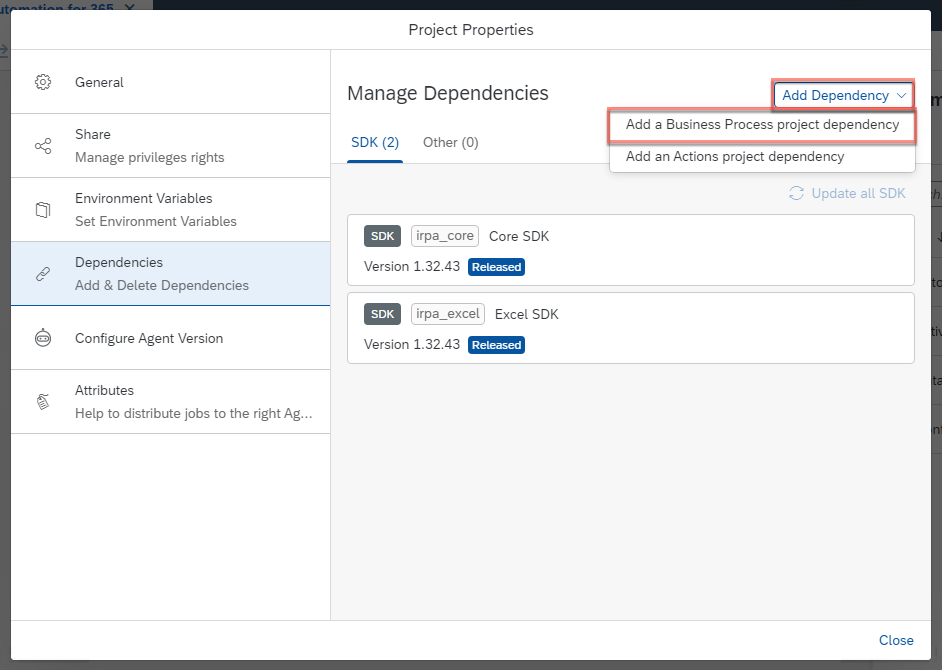 utomation for 365
Project Properties
General
Share
Manage privileges rights
Environment Variables
Set Environment Variables
Dependencies
Add & Delete Dependencies
Configure Agent Version
Attributes
Help to distribute jobs to the right Ag...
Manage Dependencies
Add Dependency
Add a Business Process project dependency
Add an Actions project dependency
SDK (2)
Other (0)
Update all SDK
SDK irpa_core Core SDK
Version 1.32.43 Released
SDK irpa_excel Excel SDK
Version 1.32.43 Released
Close